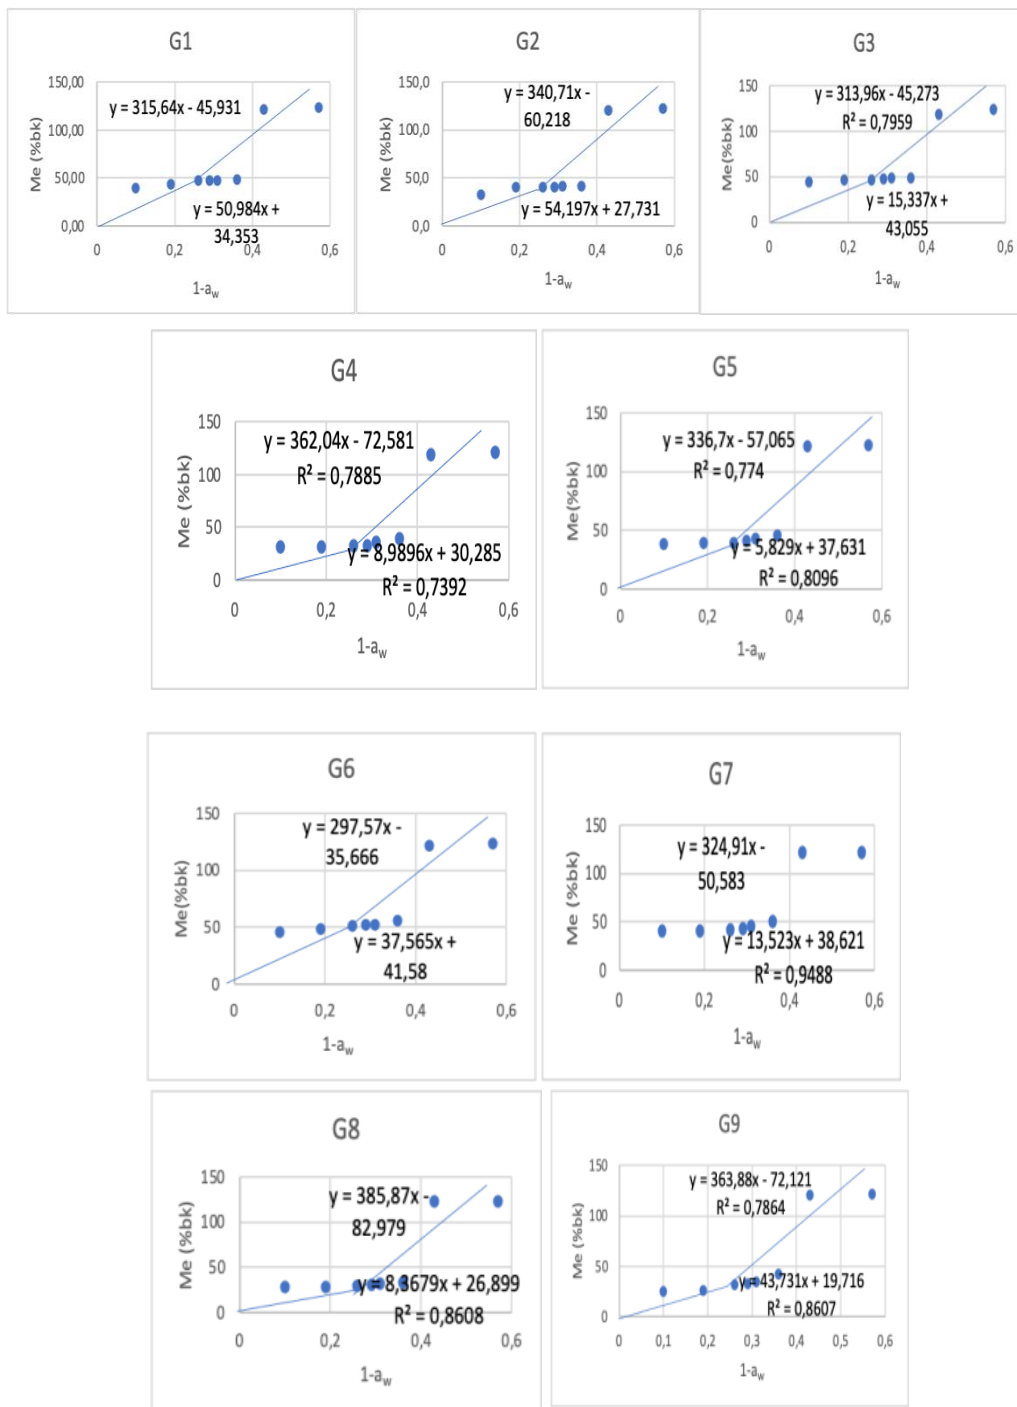 G1
150,00
y = 315,64x - 45,931
100,00
50,00
y = 50,984x +
34,353
0,00
0
0,2
0,4
0,6
Me (%bk)
1-aw
G2
150,0
y = 340,71x -
60,218
100,0
50,0
y = 54,197x + 27,731
0,0
0
0,2
0,4
0,6
Me (%bk)
1-aw
G3
150
y = 313,96x - 45,273
R² = 0,7959
100
50
y = 15,337x +
43,055
0
0
0,2
0,4
0,6
Me(%bk)
1-aw
G4
150
y = 362,04x - 72,581
R² = 0,7885
100
50
y = 8,9896x + 30,285
R² = 0,7392
0
0
0,2
0,4
0,6
Me (%bk)
1-aw
G5
150
y = 336,7x - 57,065
R² = 0,774
100
50
y = 5,829x + 37,631
R² = 0,8096
0
0
0,2
0,4
0,6
Me(%bk)
1-aw
G6
150
y = 297,57x -
35,666
100
50
y = 37,565x +
41,58
0
0
0,2
0,4
0,6
Me(%bk)
1-aw
G7
150
y = 324,91x -
50,583
100
50
y = 13,523x + 38,621
R² = 0,9488
0
0
0,2
0,4
0,6
Me (%bk)
1-aw
G8
150
y = 385,87x -
82,979
100
50
y = 8,3679x + 26,899
R² = 0,8608
0
0
0,2
0,4
0,6
Me (%bk)
1-aw
G9
150
y = 363,88x - 72,121
R² = 0,7864
100
50
y = 43,731x + 19,716
R² = 0,8607
0
0
0,1
0,2
0,3
0,4
0,5
0,6
Me (%bk)
1-aw